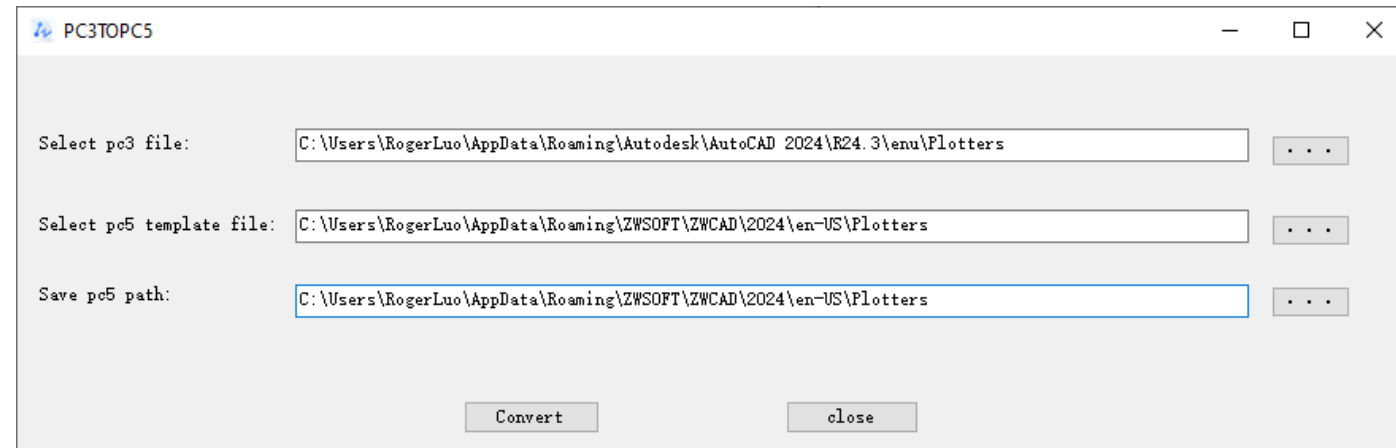 PC3TOPC5
Select pc3 file: C:\Users\RogerLuo\AppData\Roaming\Autodesk\AutoCAD 2024\R24.3\enu\Plotters ...
Select pc5 template file: C:\Users\RogerLuo\AppData\Roaming\ZWSOFT\ZWCAD\2024\en-US\Plotters ...
Save pc5 path: C:\Users\RogerLuo\AppData\Roaming\ZWSOFT\ZWCAD\2024\en-US\Plotters ...
Convert close